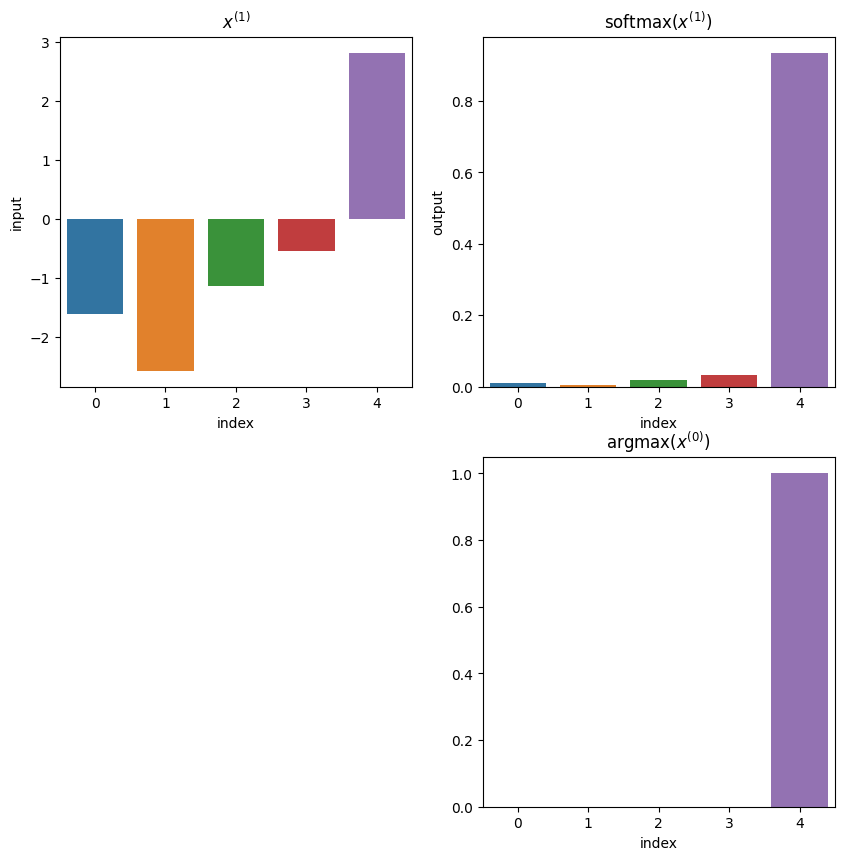 x^(1)
3
2
1
0
−1
−2
input
0 1 2 3 4
index
softmax(x^(1))
0.8
0.6
0.4
0.2
0.0
output
0 1 2 3 4
index
argmax(x^(0))
1.0
0.8
0.6
0.4
0.2
0.0
0 1 2 3 4
index